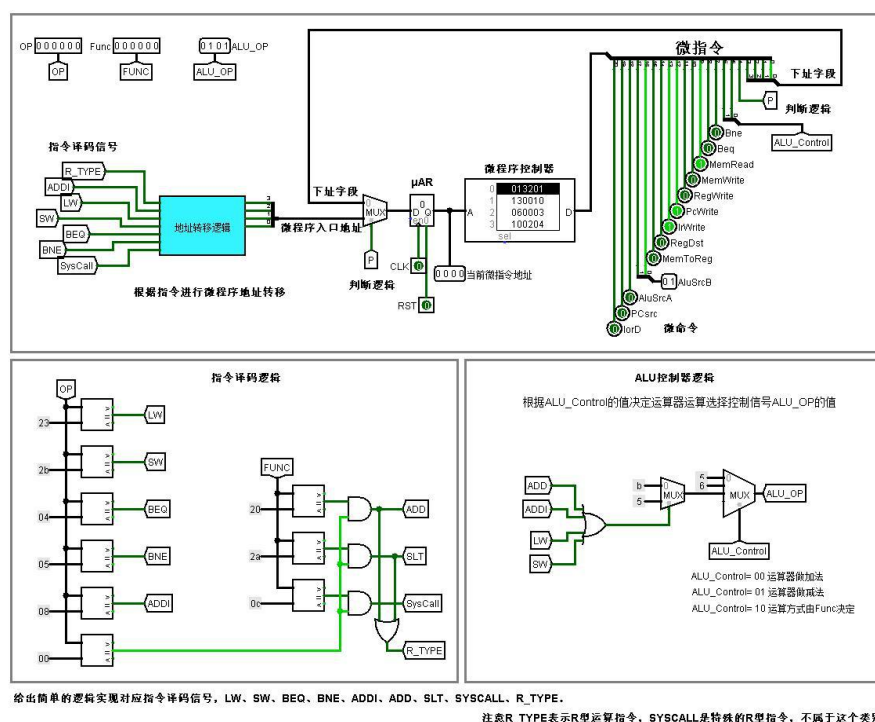 OP 000000 Func 000000 0101 ALU_OP
OP FUNC ALU_OP
微指令
下址字段
P
判断逻辑
ALU_Control
Bne
Beq
MemRead
MemWrite
RegWrite
PcWrite
IrWrite
RegDst
MemToReg
01 AluSrcB
AluSrcA
PCsrc
IorD
微命令
指令译码信号
R_TYPE
ADDI
LW
SW
BEQ
BNE
SysCall
地址转移逻辑
根据指令进行微程序地址转移
下址字段
微程序入口地址
MUX
P
判断逻辑
μAR
0
D Q
en0
CLK 0
RST 0
0000 当前微指令地址
微程序控制器
A
0 013201
1 130010
2 060003
3 100204
sel
D
指令译码逻辑
OP
23 LW
2b SW
04 BEQ
05 BNE
08 ADDI
00
FUNC
20 ADD
2a SLT
0c SysCall
R_TYPE
ALU控制器逻辑
根据ALU_Control的值决定运算器运算选择控制信号ALU_OP的值
ADD
ADDI
LW
SW
b
5
MUX
5
6
MUX
ALU_OP
ALU_Control
ALU_Control= 00 运算器做加法
ALU_Control= 01 运算器做减法
ALU_Control= 10 运算方式由Func决定
给出简单的逻辑实现对应指令译码信号，LW、SW、BEQ、BNE、ADDI、ADD、SLT、SYSCALL、R_TYPE.
注意R_TYPE表示R型运算指令，SYSCALL是特殊的R型指令，不属于这个类别